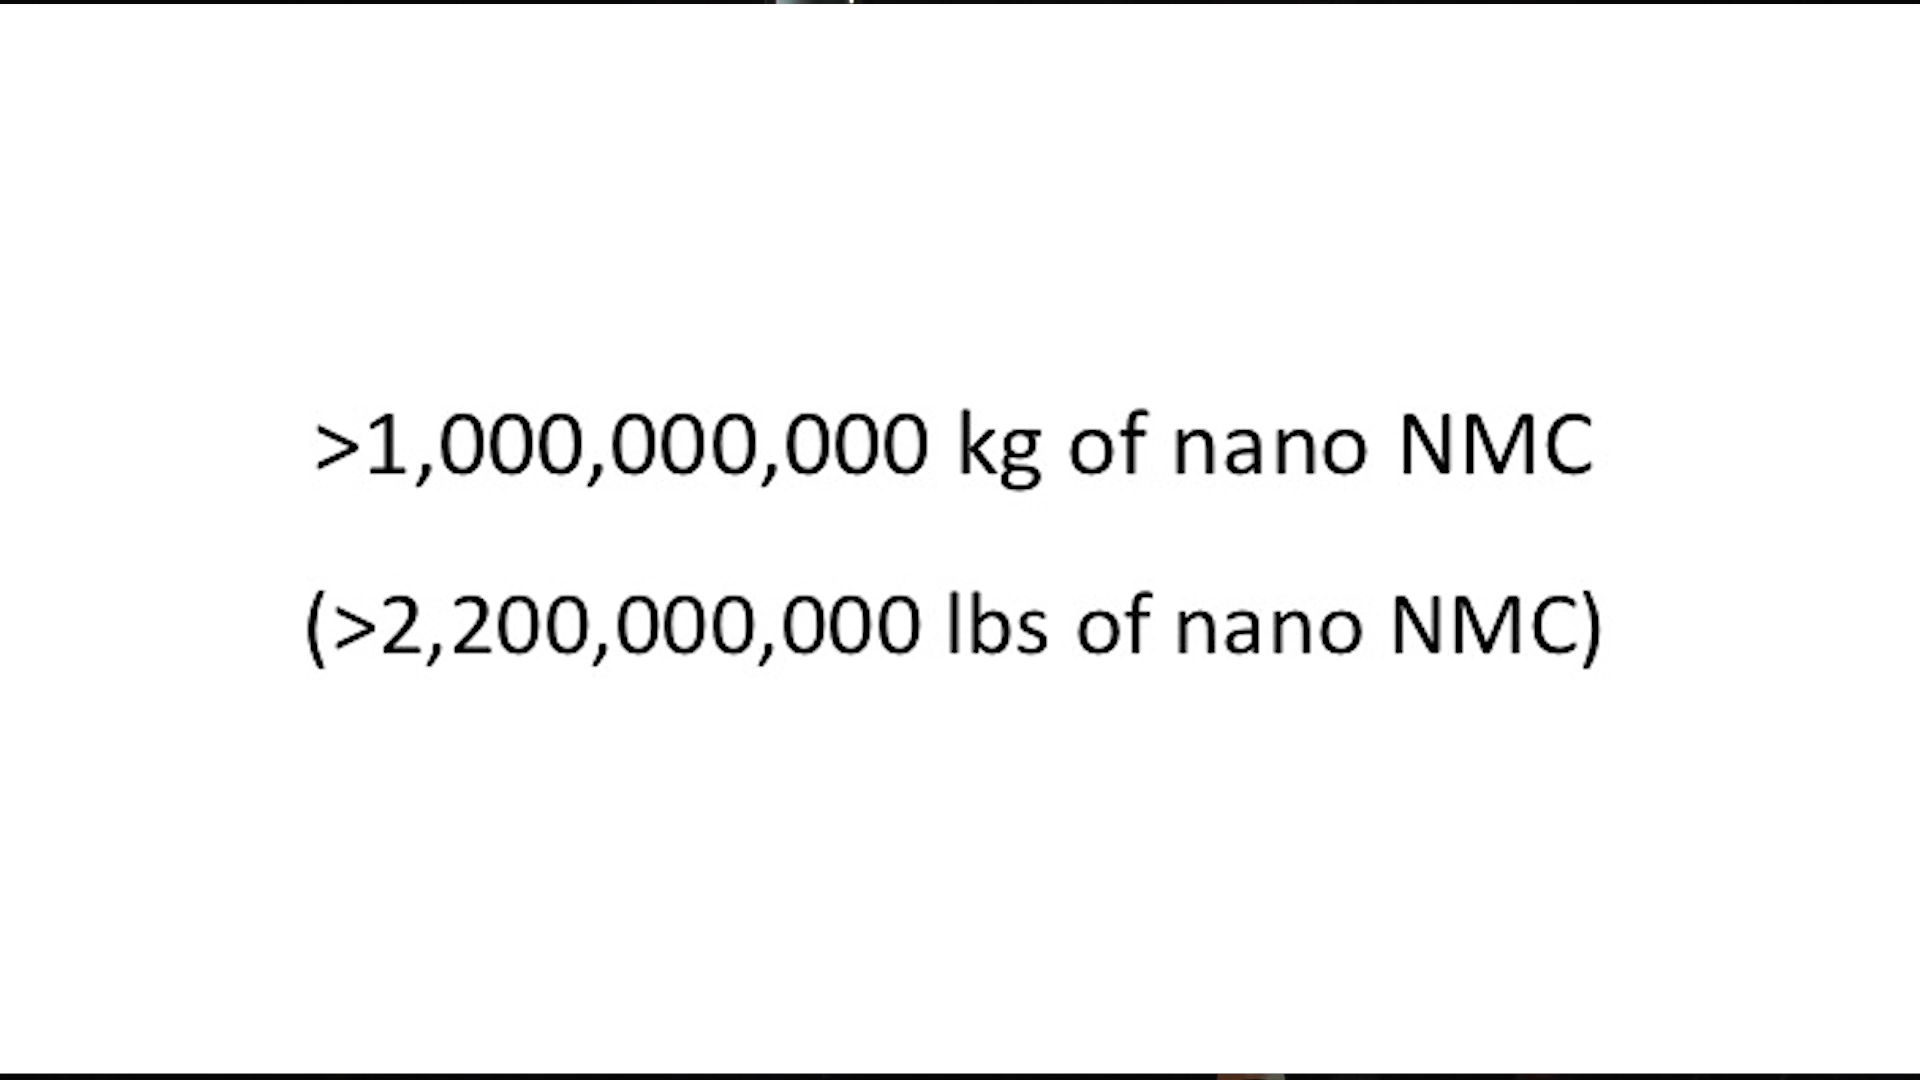 >1,000,000,000 kg of nano NMC
(>2,200,000,000 lbs of nano NMC)